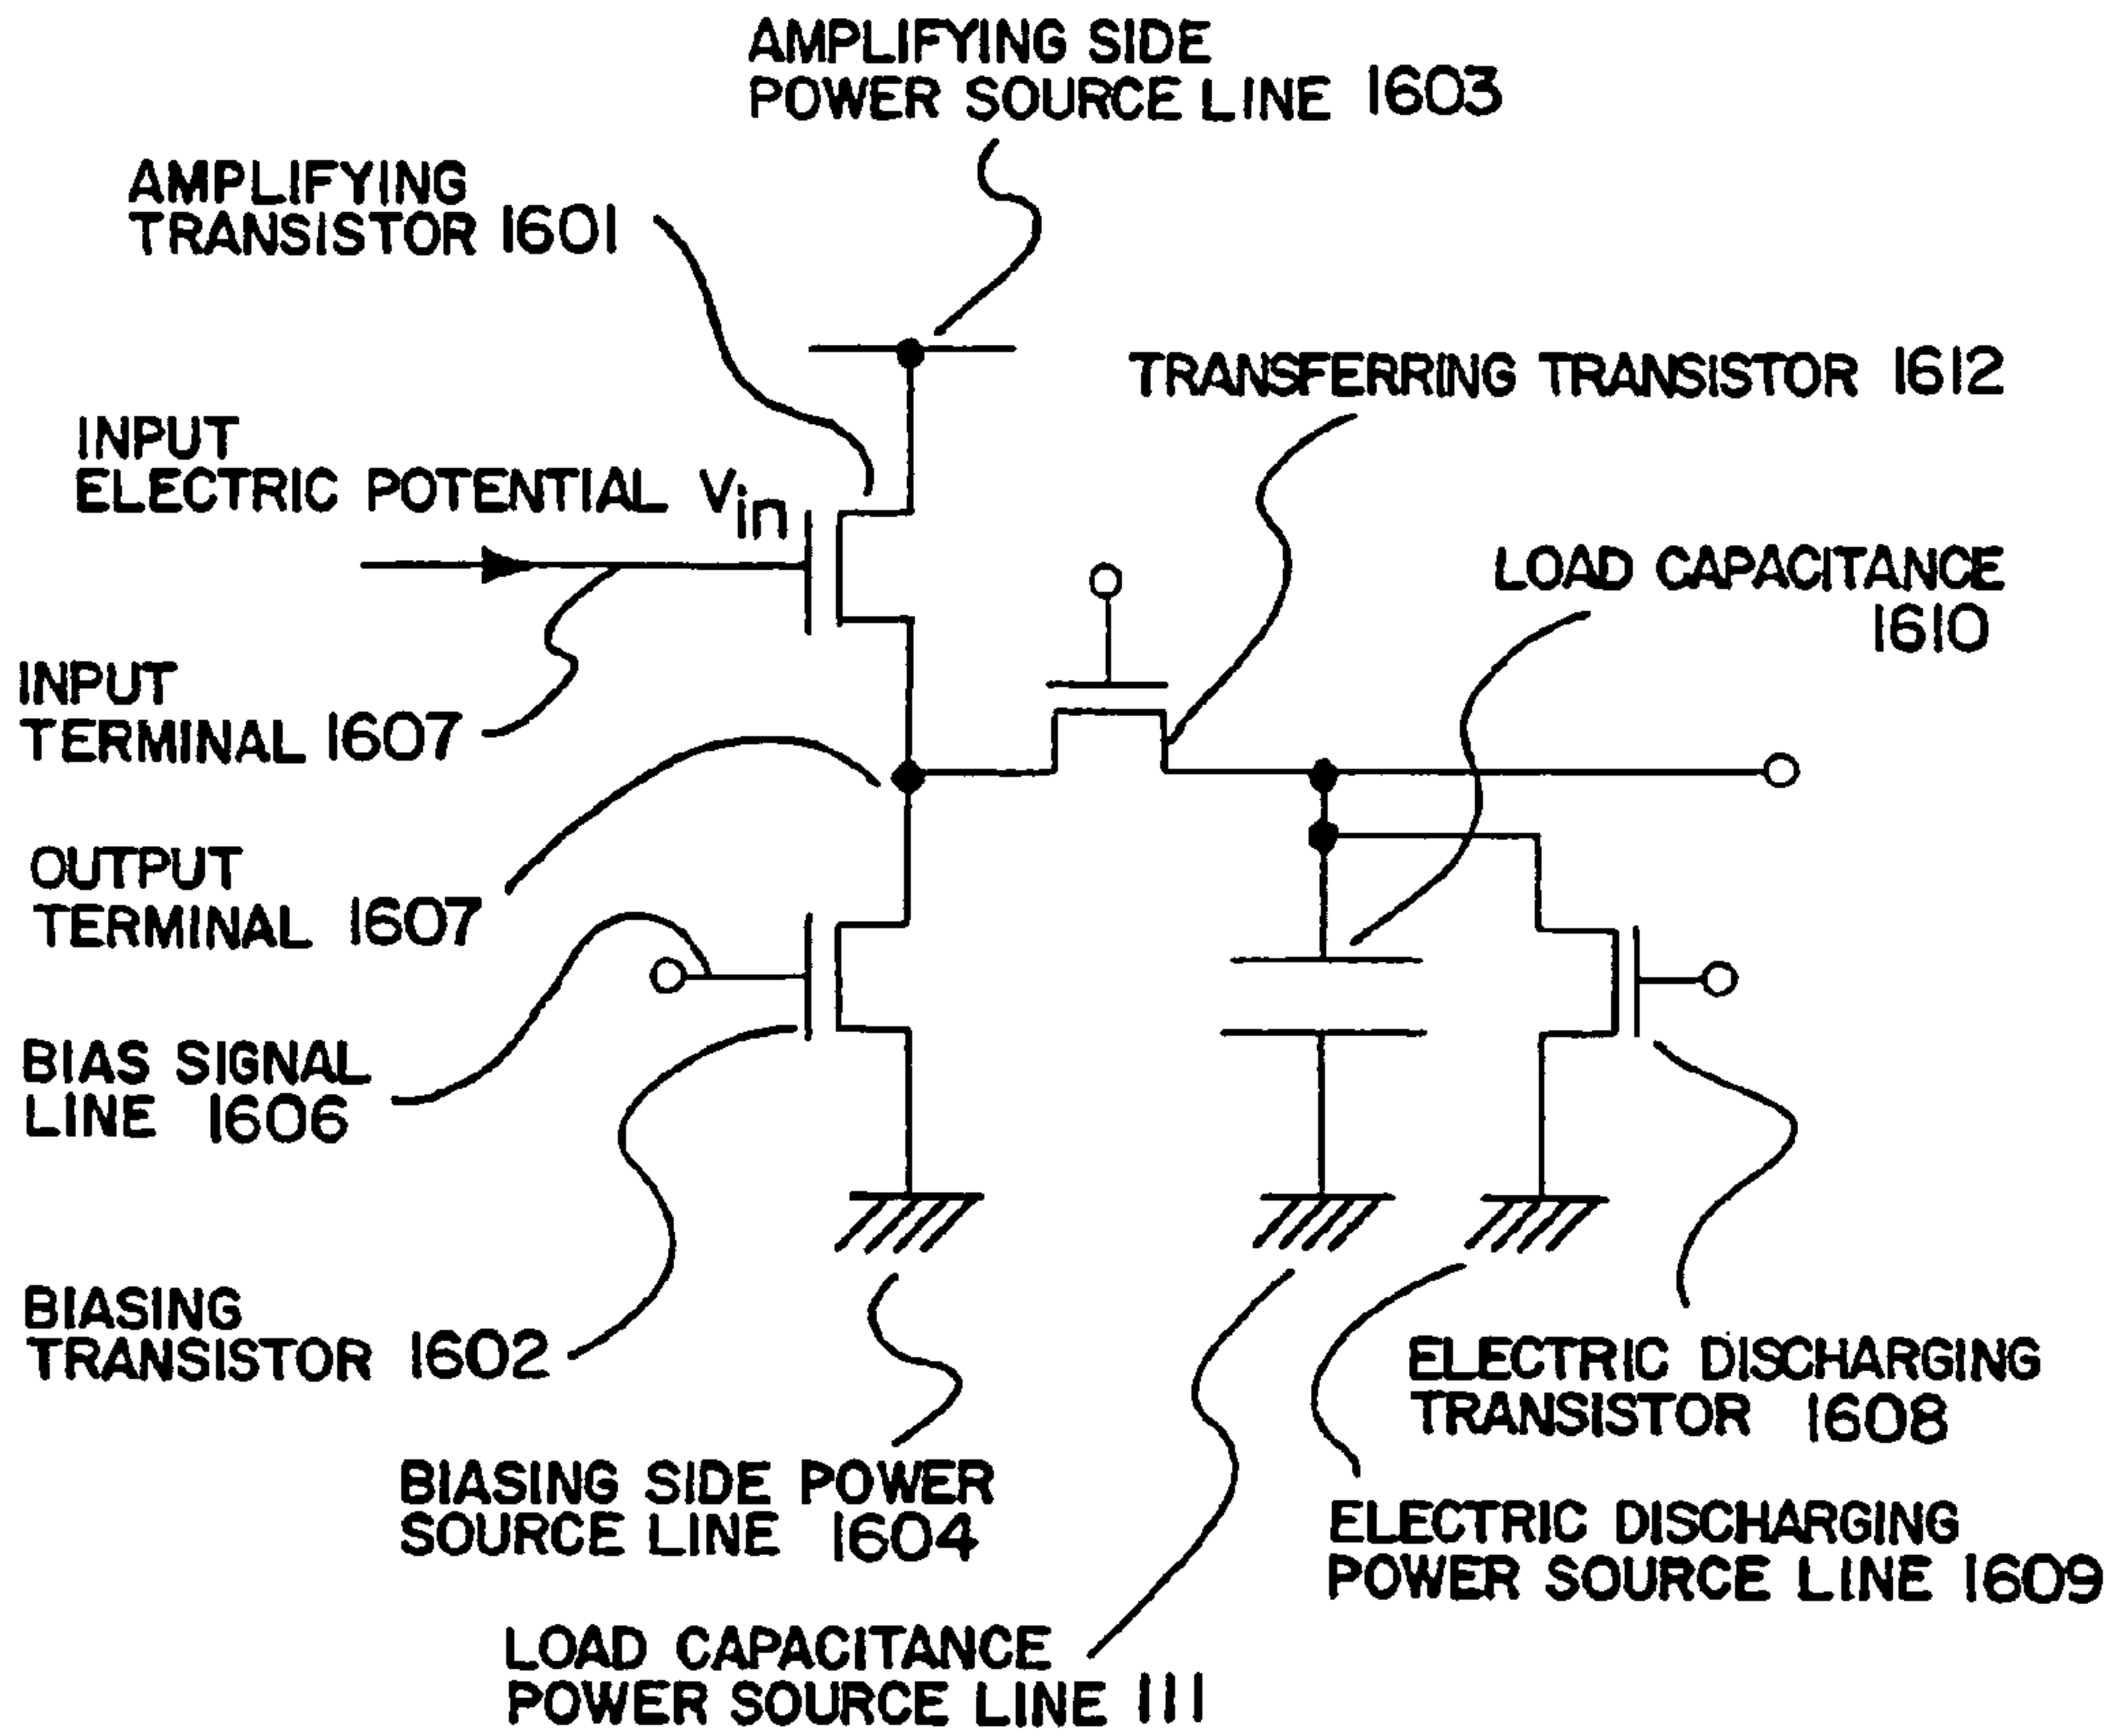 AMPLIFYING SIDE
POWER SOURCE LINE 1603
AMPLIFYING
TRANSISTOR 1601
TRANSFERRING TRANSISTOR 1612
INPUT
ELECTRIC POTENTIAL Vin
LOAD CAPACITANCE
1610
INPUT
TERMINAL 1607
OUTPUT
TERMINAL 1607
BIAS SIGNAL
LINE 1606
BIASING
TRANSISTOR 1602
ELECTRIC DISCHARGING
TRANSISTOR 1608
BIASING SIDE POWER
SOURCE LINE 1604
ELECTRIC DISCHARGING
POWER SOURCE LINE 1609
LOAD CAPACITANCE
POWER SOURCE LINE 111